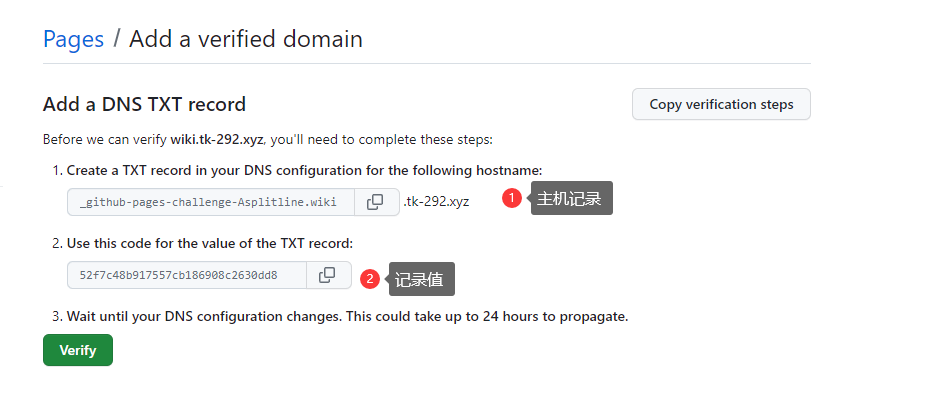 Pages / Add a verified domain
Add a DNS TXT record
Copy verification steps
Before we can verify wiki.tk-292.xyz, you'll need to complete these steps:
1. Create a TXT record in your DNS configuration for the following hostname:
_github-pages-challenge-Asplitline.wiki .tk-292.xyz 1 主机记录
2. Use this code for the value of the TXT record:
52f7c48b917557cb186908c2630dd8 2 记录值
3. Wait until your DNS configuration changes. This could take up to 24 hours to propagate.
Verify